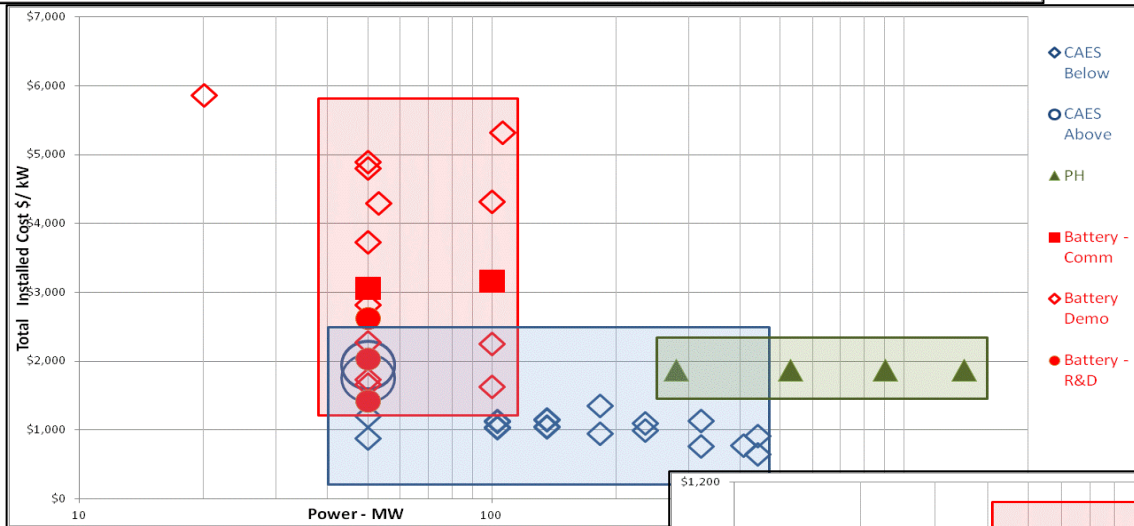 $7,000
$6,000
$5,000
$4,000
$3,000
$2,000
$1,000
$0
Total Installed Cost $/ kW
10
Power - MW
100
CAES
Below
CAES
Above
PH
Battery -
Comm
Battery
Demo
Battery -
R&D
$1,200